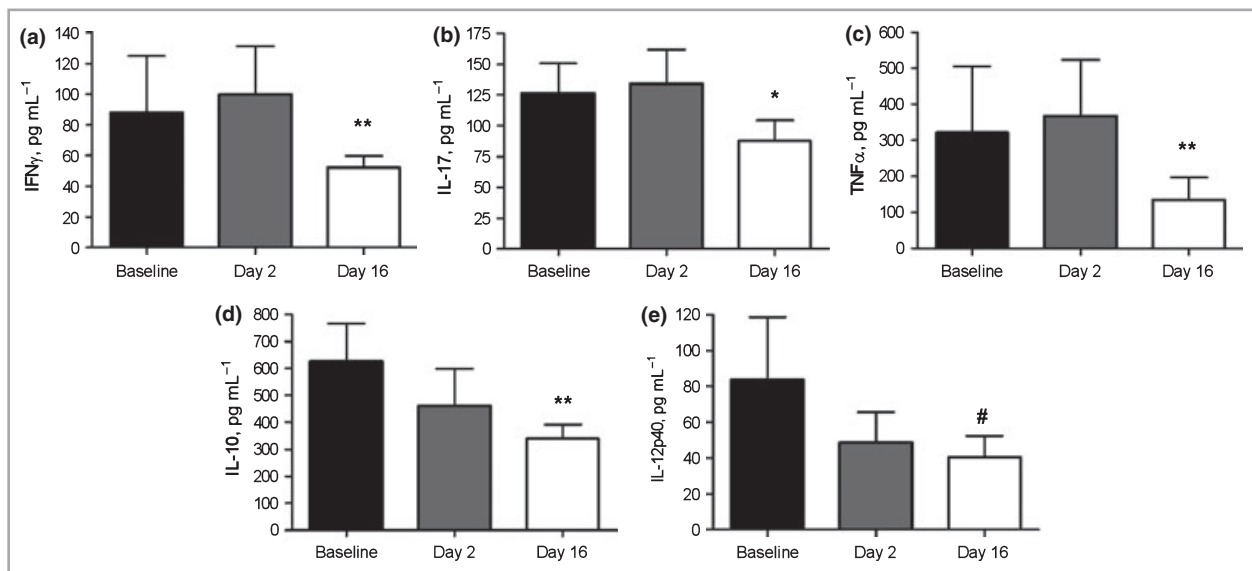 (a)
IFNγ, pg mL⁻¹
140
120
100
80
60
40
20
0
**
Baseline Day 2 Day 16
(b)
IL-17, pg mL⁻¹
175
150
125
125
75
50
25
0
*
Baseline Day 2 Day 16
(c)
TNFα, pg mL⁻¹
600
500
400
300
200
100
0
**
Baseline Day 2 Day 16
(d)
IL-10, pg mL⁻¹
800
700
600
500
400
300
200
100
0
**
Baseline Day 2 Day 16
(e)
IL-12p40, pg mL⁻¹
120
100
80
60
40
20
0
#
Baseline Day 2 Day 16